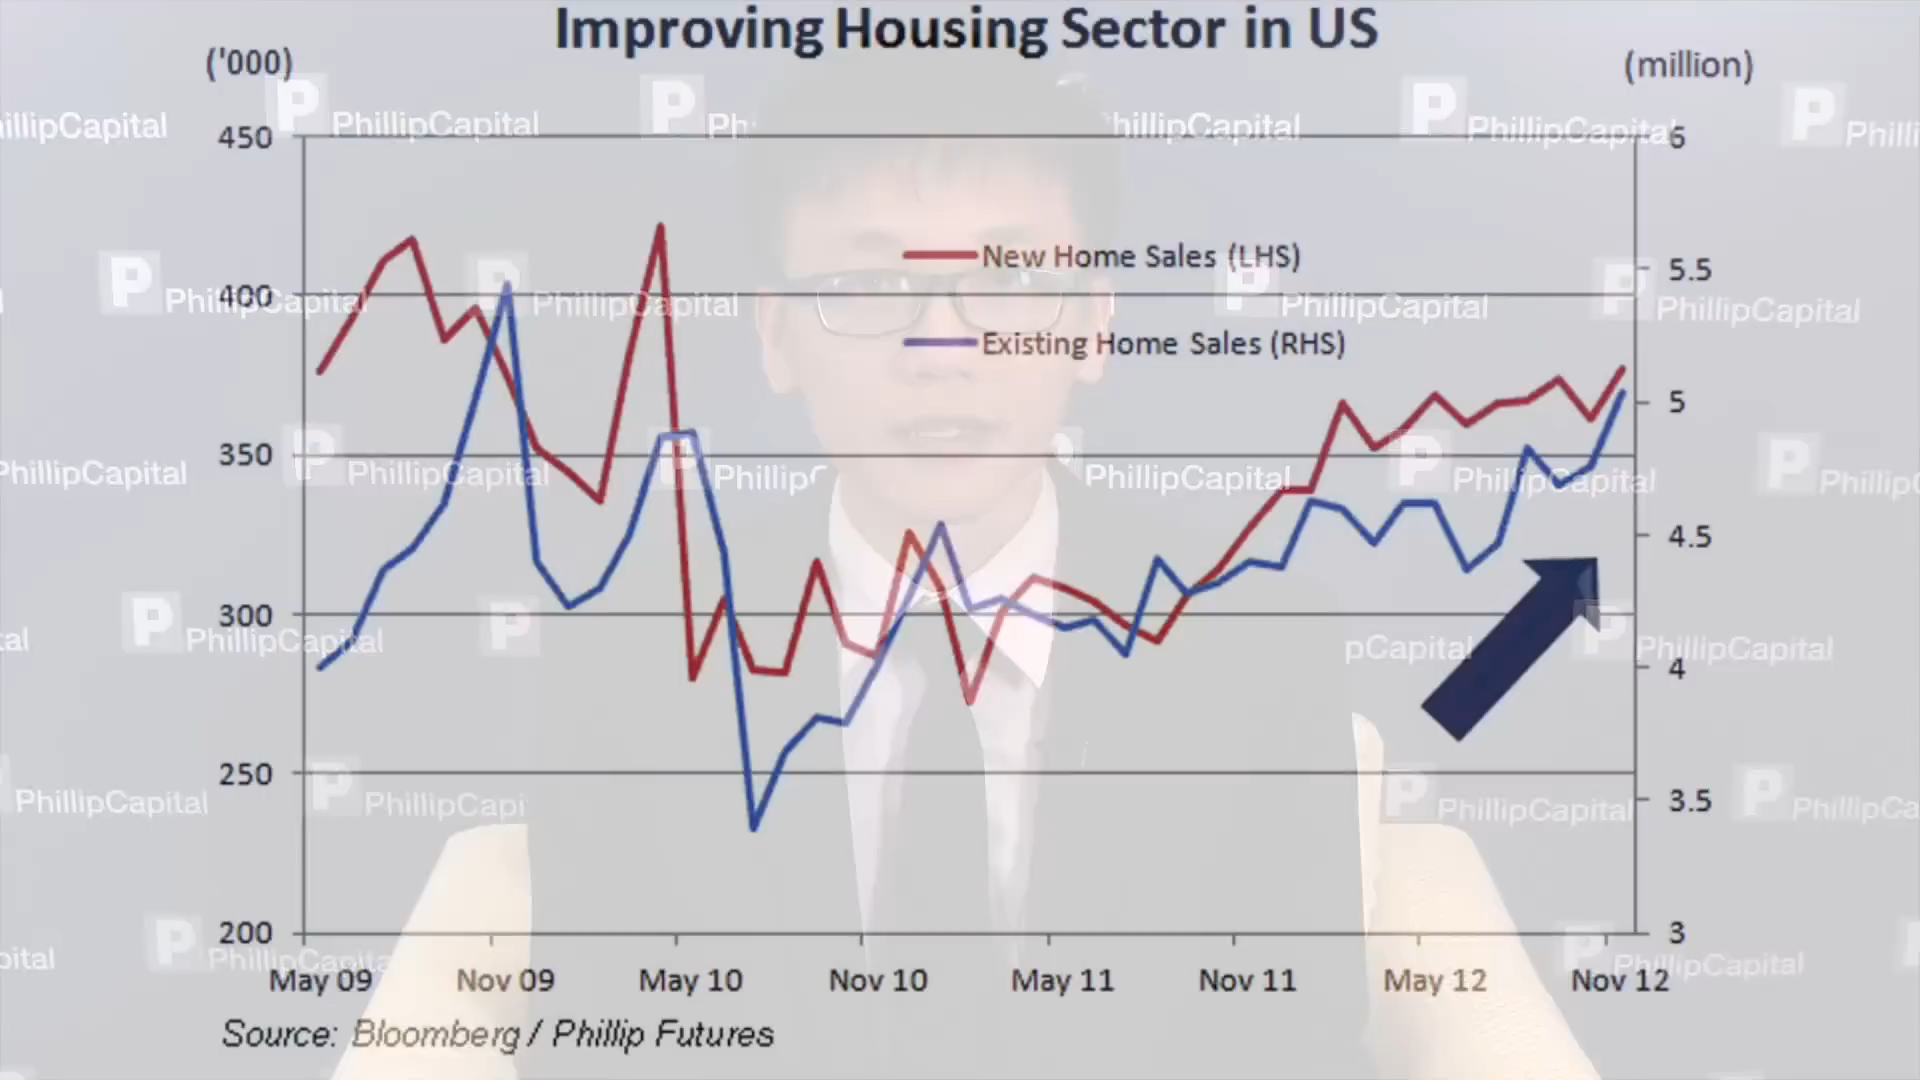 Improving Housing Sector in US
('000)
(million)
PhillipCapital
450
400
350
300
250
200
6
5.5
5
4.5
4
3.5
3
New Home Sales (LHS)
Existing Home Sales (RHS)
May 09
Nov 09
May 10
Nov 10
May 11
Nov 11
May 12
Nov 12
Source: Bloomberg / Phillip Futures